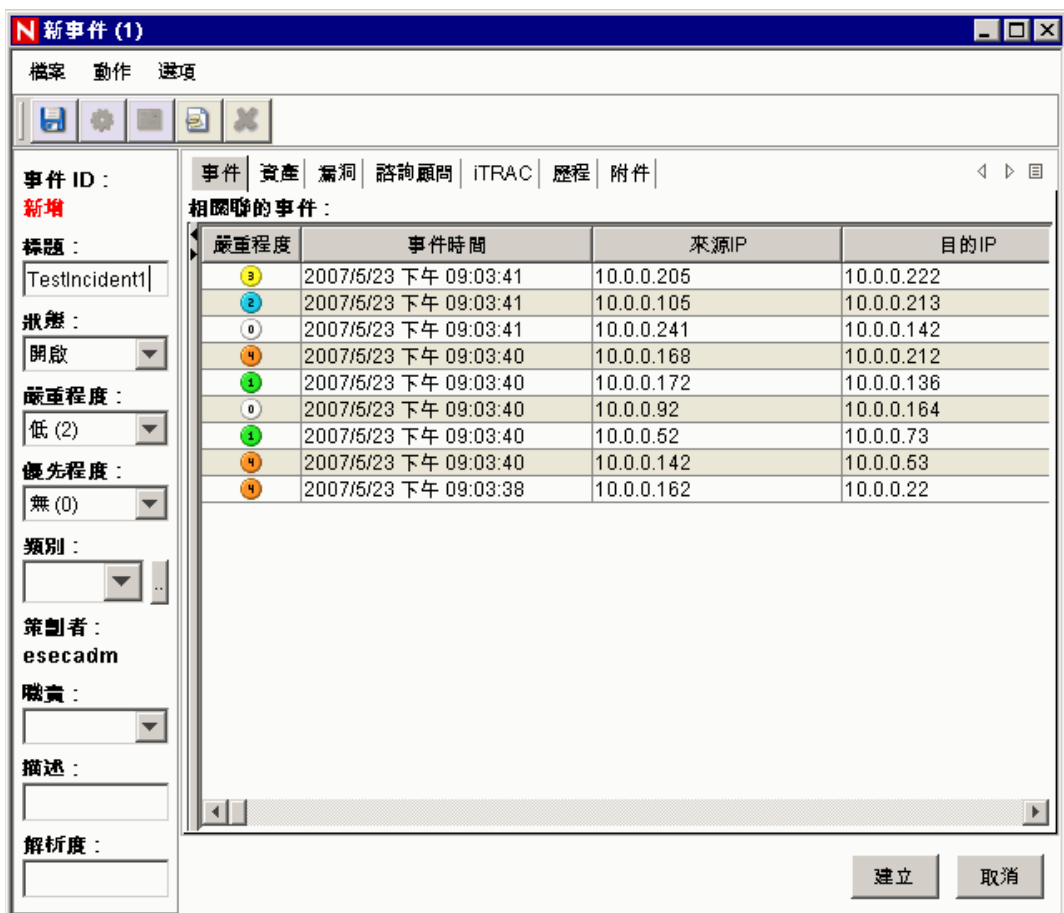 N 新事件 (1)
檔案 動作 選項
事件 ID :
新增
標題 :
TestIncident1
狀態 :
開啟
嚴重程度 :
低 (2)
優先程度 :
無 (0)
類別 :
..
策劃者 :
esecadm
職責 :
描述 :
解析度 :
事件 資產 漏洞 諮詢顧問 iTRAC 歷程 附件
相關聯的事件 :
嚴重程度 事件時間 來源IP 目的IP
3 2007/5/23 下午 09:03:41 10.0.0.205 10.0.0.222
2 2007/5/23 下午 09:03:41 10.0.0.105 10.0.0.213
0 2007/5/23 下午 09:03:41 10.0.0.241 10.0.0.142
4 2007/5/23 下午 09:03:40 10.0.0.168 10.0.0.212
1 2007/5/23 下午 09:03:40 10.0.0.172 10.0.0.136
0 2007/5/23 下午 09:03:40 10.0.0.92 10.0.0.164
1 2007/5/23 下午 09:03:40 10.0.0.52 10.0.0.73
4 2007/5/23 下午 09:03:40 10.0.0.142 10.0.0.53
4 2007/5/23 下午 09:03:38 10.0.0.162 10.0.0.22
建立 取消